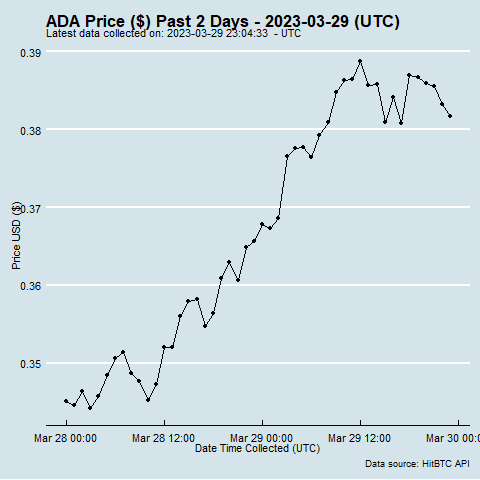 ADA Price ($) Past 2 Days - 2023-03-29 (UTC)
Latest data collected on: 2023-03-29 23:04:33 - UTC
0.39
0.38
0.37
0.36
0.35
Price USD ($)
Mar 28 00:00 Mar 28 12:00 Mar 29 00:00 Mar 29 12:00 Mar 30 00:
Date Time Collected (UTC)
Data source: HitBTC API